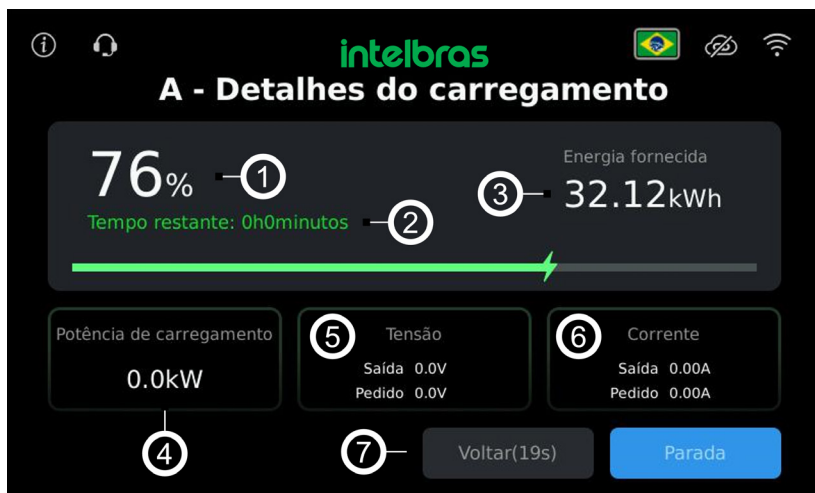 intelbras
A - Detalhes do carregamento
76%
1
Tempo restante: 0h0minutos
2
Energia fornecida
3
32.12kWh
Potência de carregamento
0.0kW
4
5
Tensão
Saída 0.0V
Pedido 0.0V
6
Corrente
Saída 0.00A
Pedido 0.00A
7
Voltar(19s)
Parada